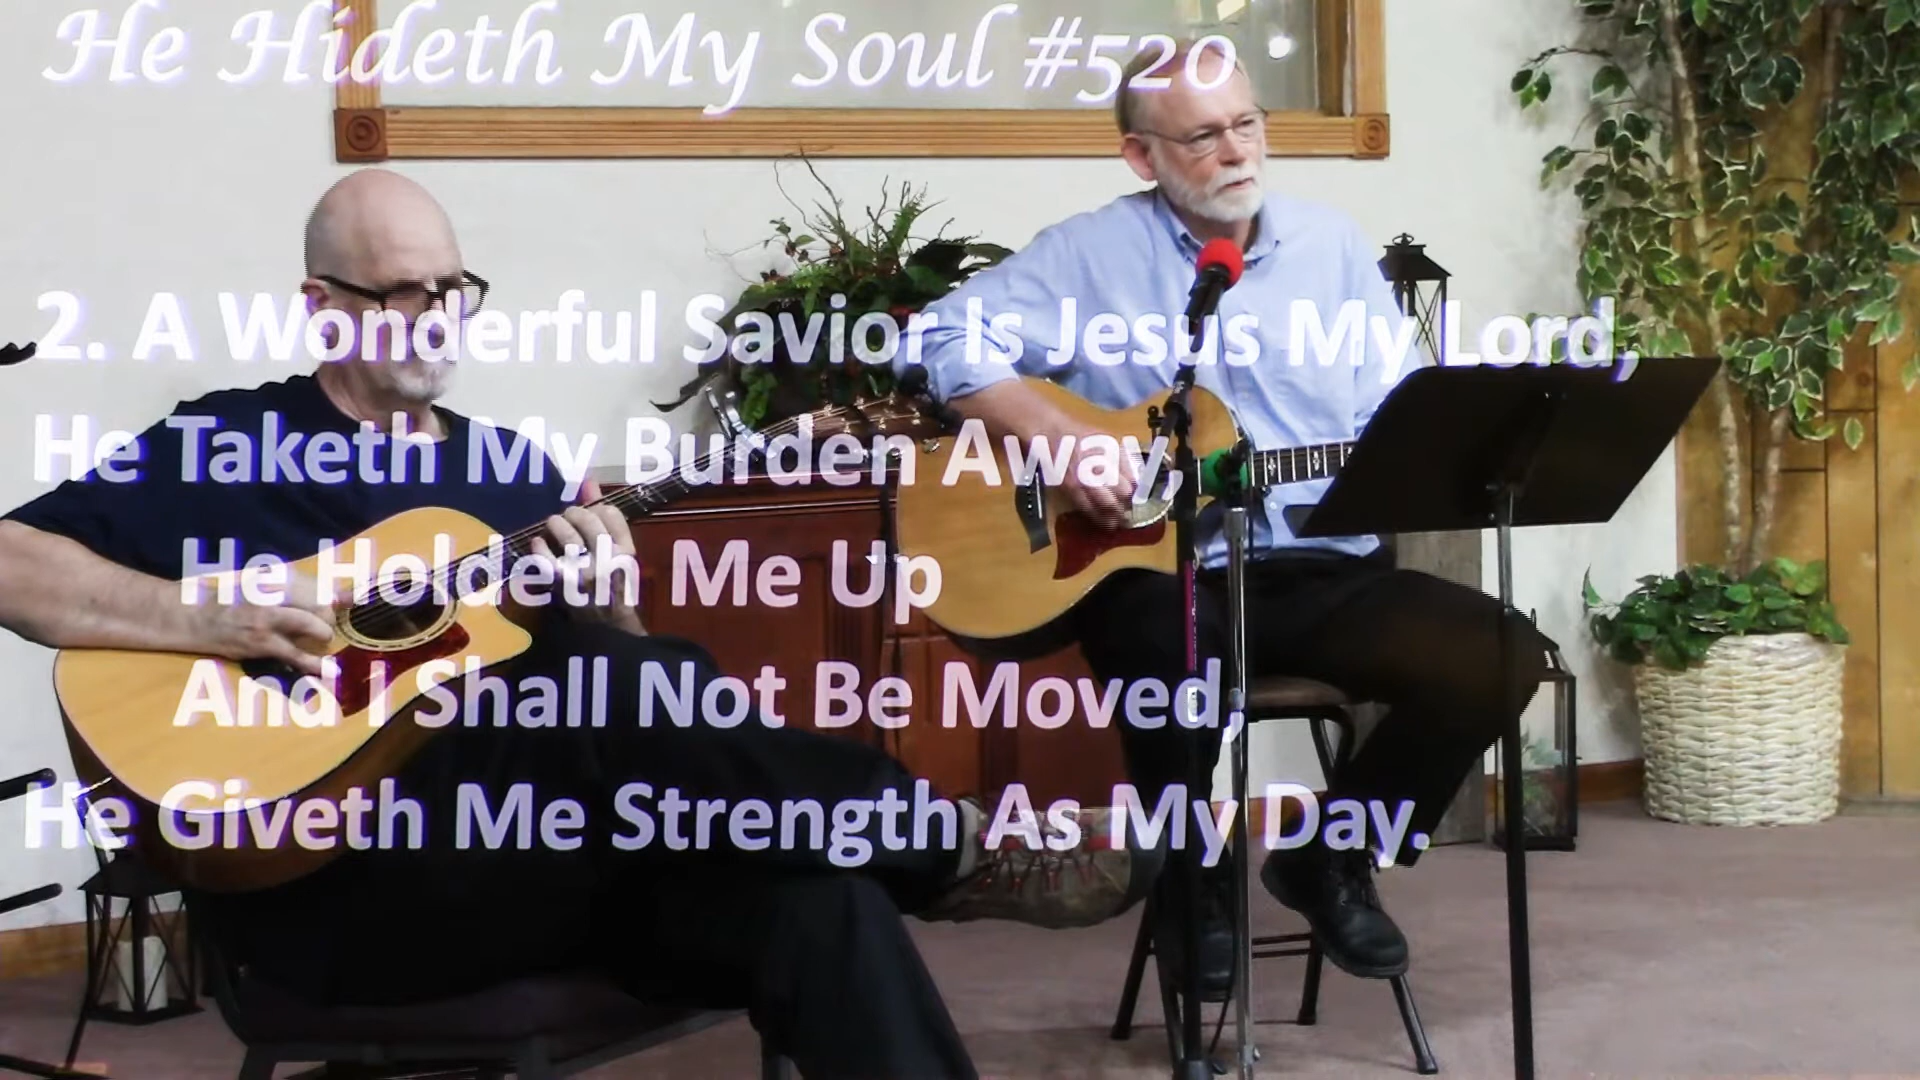 He Hideth My Soul #520
2. A Wonderful Savior Is Jesus My Lord,
He Taketh My Burden Away,
He Holdeth Me Up
And I Shall Not Be Moved,
He Giveth Me Strength As My Day.